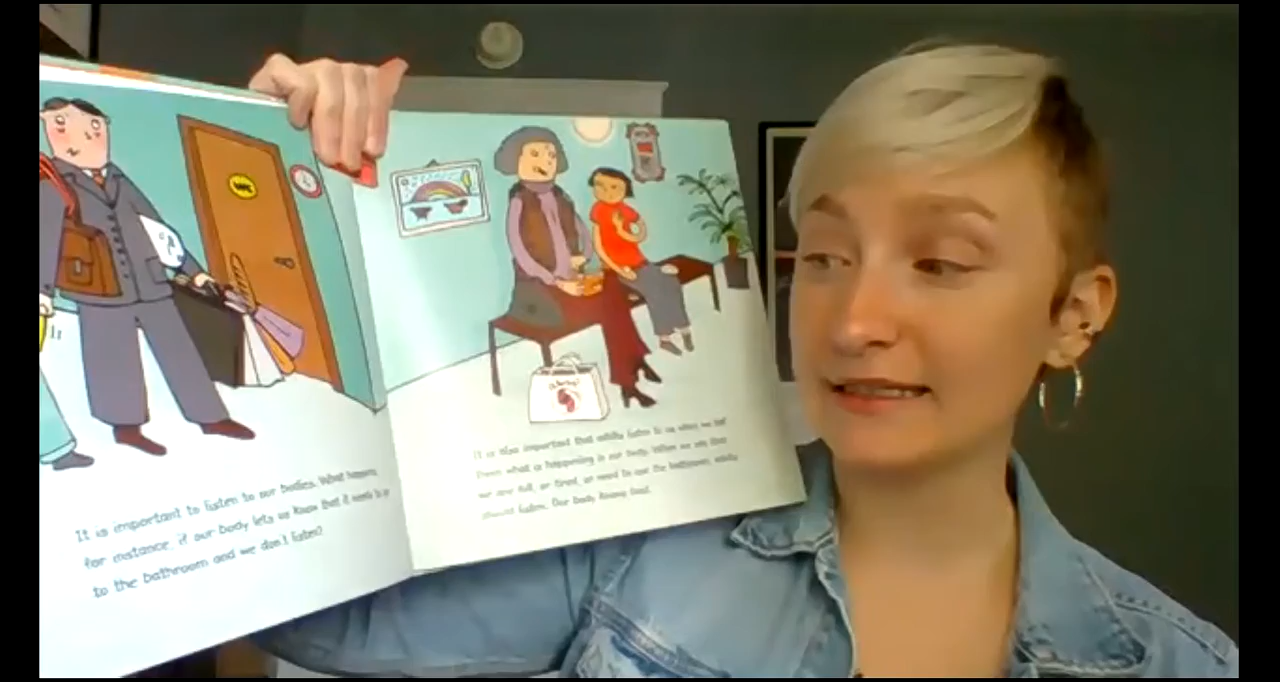 WC
It is important to listen to our bodies. What happens,
for instance, if our body lets us know that it needs to go
to the bathroom and we don't listen?
It is also important that adults listen to us when we tell
them what is happening in our body. When we say that
we are full, or tired, or need to use the bathroom, adults
should listen. Our body knows best.